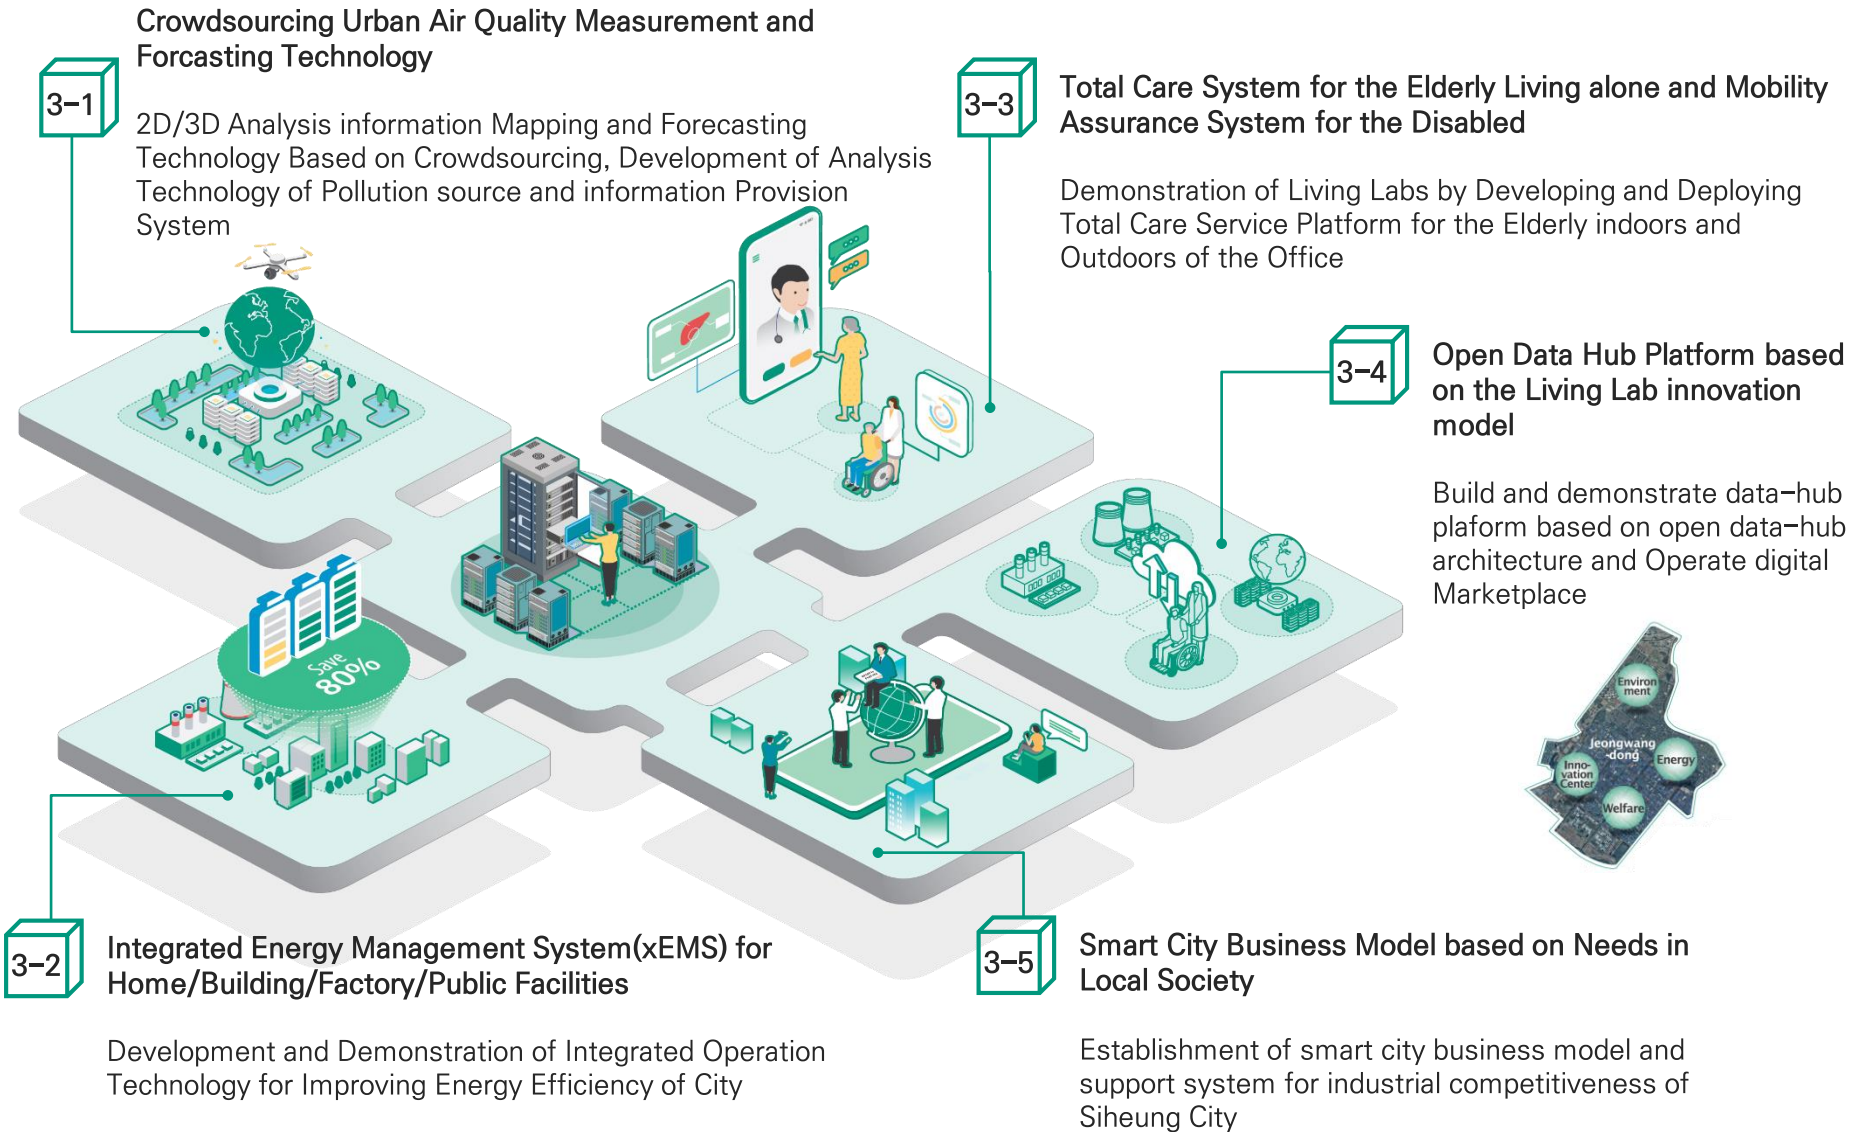 Crowdsourcing Urban Air Quality Measurement and
Forcasting Technology
3-1
2D/3D Analysis information Mapping and Forecasting
Technology Based on Crowdsourcing, Development of Analysis
Technology of Pollution source and information Provision
System
3-3
Total Care System for the Elderly Living alone and Mobility
Assurance System for the Disabled
Demonstration of Living Labs by Developing and Deploying
Total Care Service Platform for the Elderly indoors and
Outdoors of the Office
3-4
Open Data Hub Platform based
on the Living Lab innovation
model
Build and demonstrate data-hub
plaform based on open data-hub
architecture and Operate digital
Marketplace
Save
80%
Environ
ment
Jeongwang
-dong
Energy
Inno-
vation
Center
Welfare
3-2
Integrated Energy Management System(xEMS) for
Home/Building/Factory/Public Facilities
Development and Demonstration of Integrated Operation
Technology for Improving Energy Efficiency of City
3-5
Smart City Business Model based on Needs in
Local Society
Establishment of smart city business model and
support system for industrial competitiveness of
Siheung City